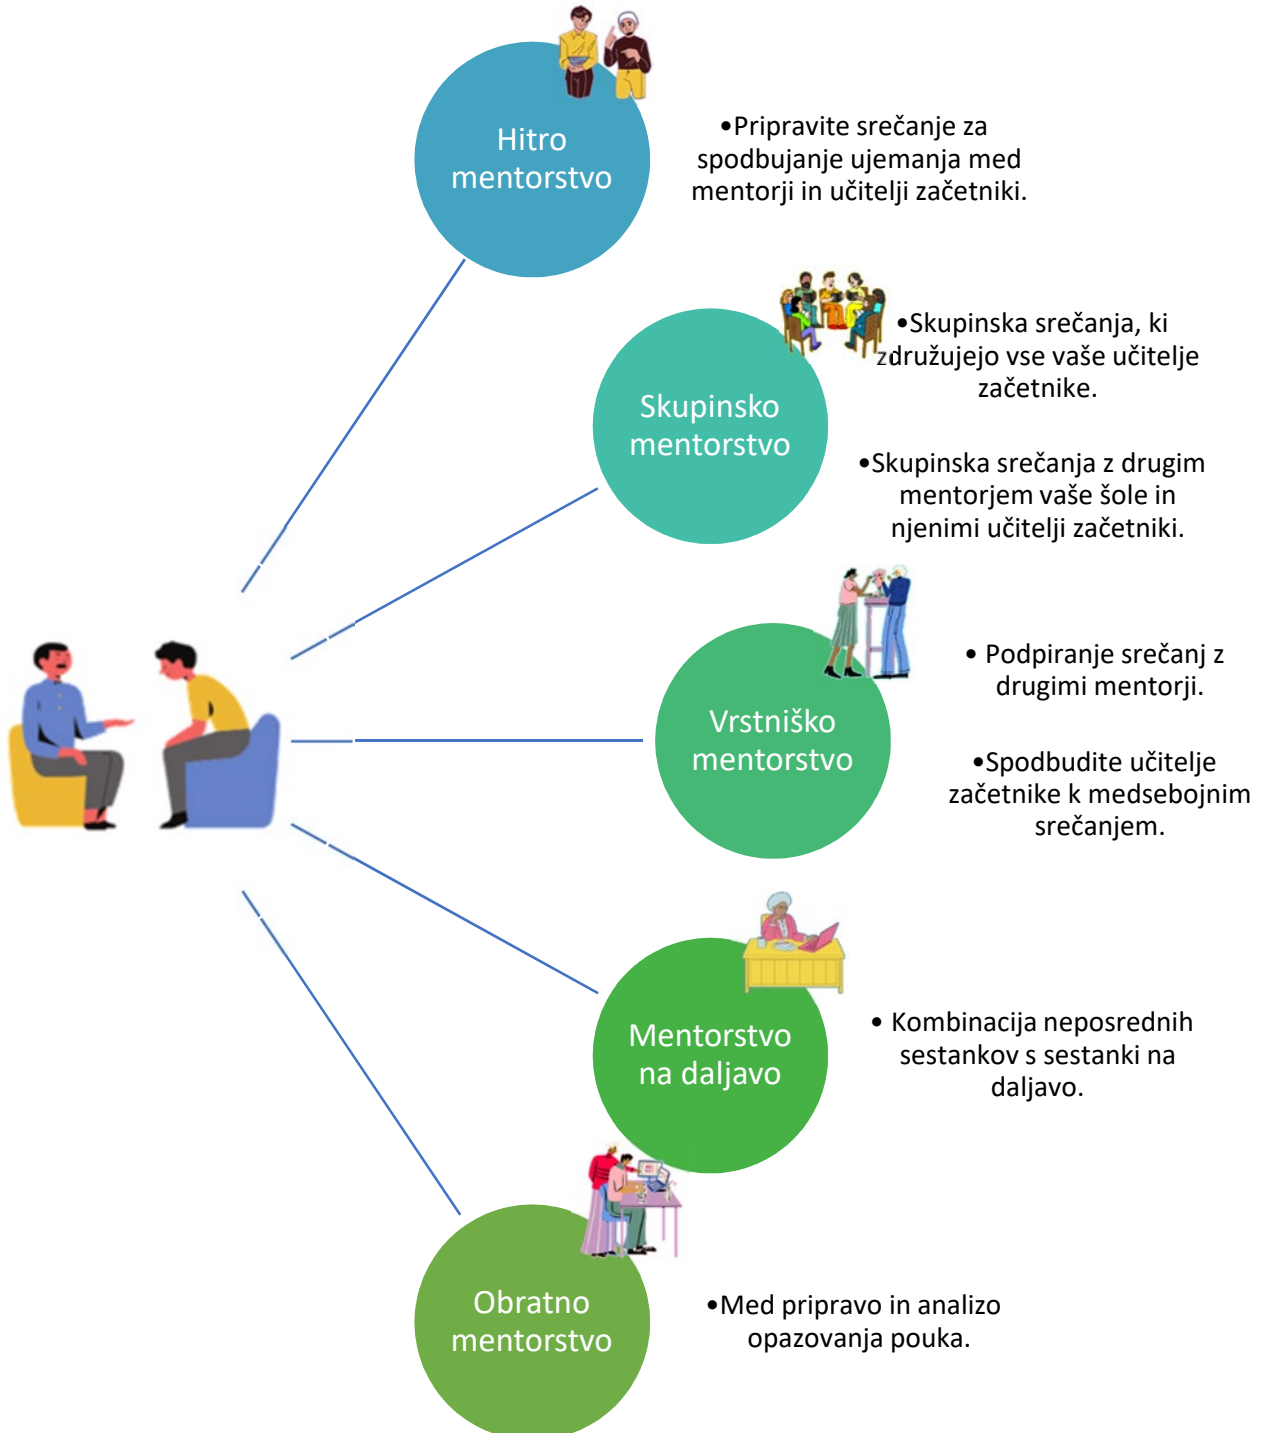 Hitro
mentorstvo
•Pripravite srečanje za
spodbujanje ujemanja med
mentorji in učitelji začetniki.
Skupinsko
mentorstvo
•Skupinska srečanja, ki
združujejo vse vaše učitelje
začetnike.
•Skupinska srečanja z drugim
mentorjem vaše šole in
njenimi učitelji začetniki.
Vrstniško
mentorstvo
• Podpiranje srečanj z
drugimi mentorji.
•Spodbudite učitelje
začetnike k medsebojnim
srečanjem.
Mentorstvo
na daljavo
• Kombinacija neposrednih
sestankov s sestanki na
daljavo.
Obratno
mentorstvo
•Med pripravo in analizo
opazovanja pouka.